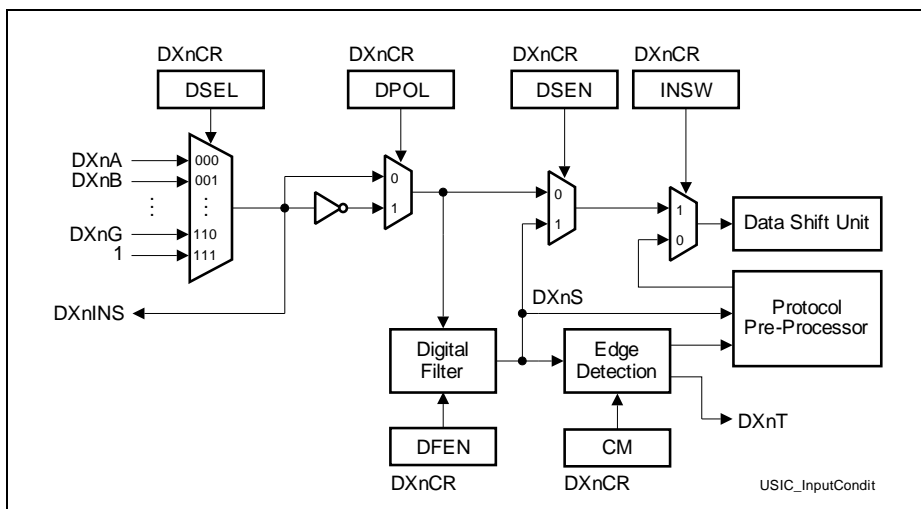 DXnCR
DXnCR
DXnCR
DXnCR
DSEL
DPOL
DSEN
INSW
DXnA
000
DXnB
001
⋮
⋮
DXnG
110
1
111
0
1
0
1
1
0
Data Shift Unit
DXnINS
DXnS
Protocol
Pre-Processor
Digital
Filter
Edge
Detection
DXnT
DFEN
CM
DXnCR
DXnCR
USIC_InputCondit